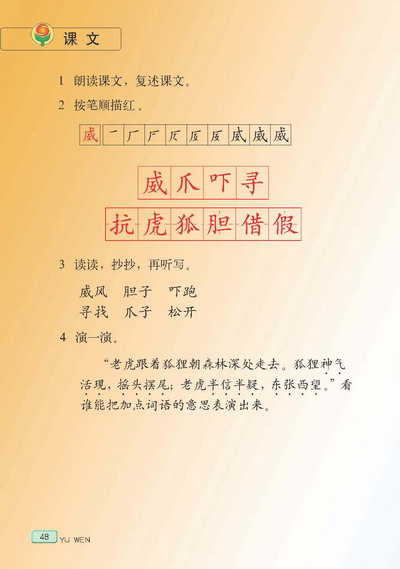 课文
1 朗读课文，复述课文。
2 按笔顺描红。
威 一 厂 厂 反 反 反 威 威 威
威爪吓寻
抗虎狐胆借假
3 读读，抄抄，再听写。
威风 胆子 吓跑
寻找 爪子 松开
4 演一演。
“老虎跟着狐狸朝森林深处走去。狐狸神气
活现，摇头摆尾；老虎半信半疑，东张西望。”看
谁能把加点词语的意思表演出来。
48 YU WEN